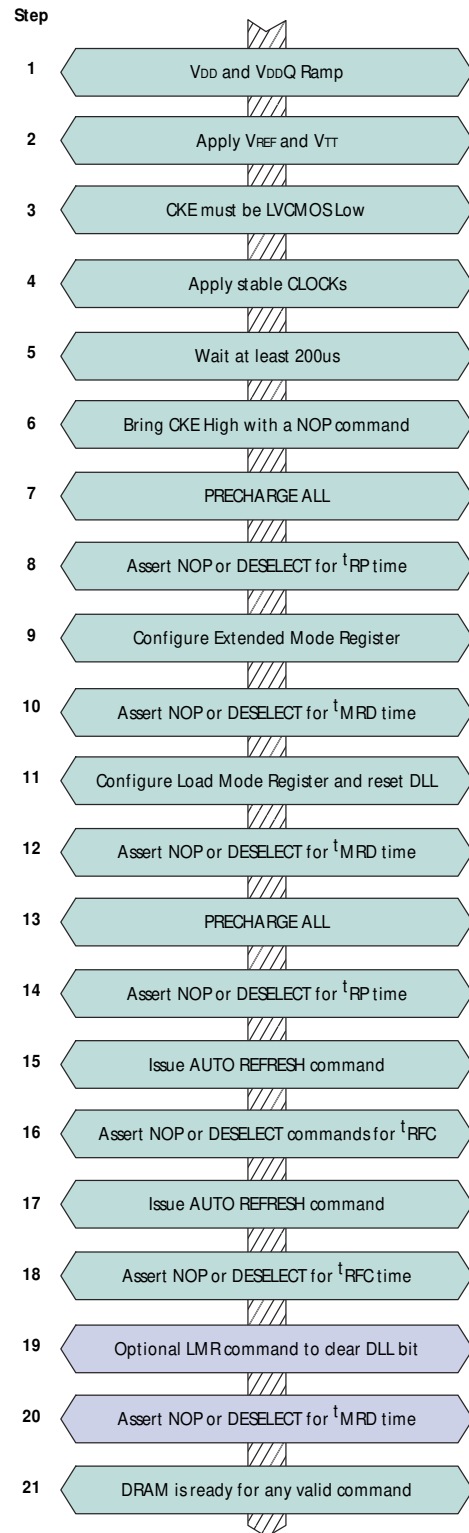 Step
1 VDD and VDDQ Ramp
2 Apply VREF and VTT
3 CKE must be LVCMOS Low
4 Apply stable CLOCKs
5 Wait at least 200us
6 Bring CKE High with a NOP command
7 PRECHARGE ALL
8 Assert NOP or DESELECT for tRP time
9 Configure Extended Mode Register
10 Assert NOP or DESELECT for tMRD time
11 Configure Load Mode Register and reset DLL
12 Assert NOP or DESELECT for tMRD time
13 PRECHARGE ALL
14 Assert NOP or DESELECT for tRP time
15 Issue AUTO REFRESH command
16 Assert NOP or DESELECT commands for tRFC
17 Issue AUTO REFRESH command
18 Assert NOP or DESELECT for tRFC time
19 Optional LMR command to clear DLL bit
20 Assert NOP or DESELECT for tMRD time
21 DRAM is ready for any valid command